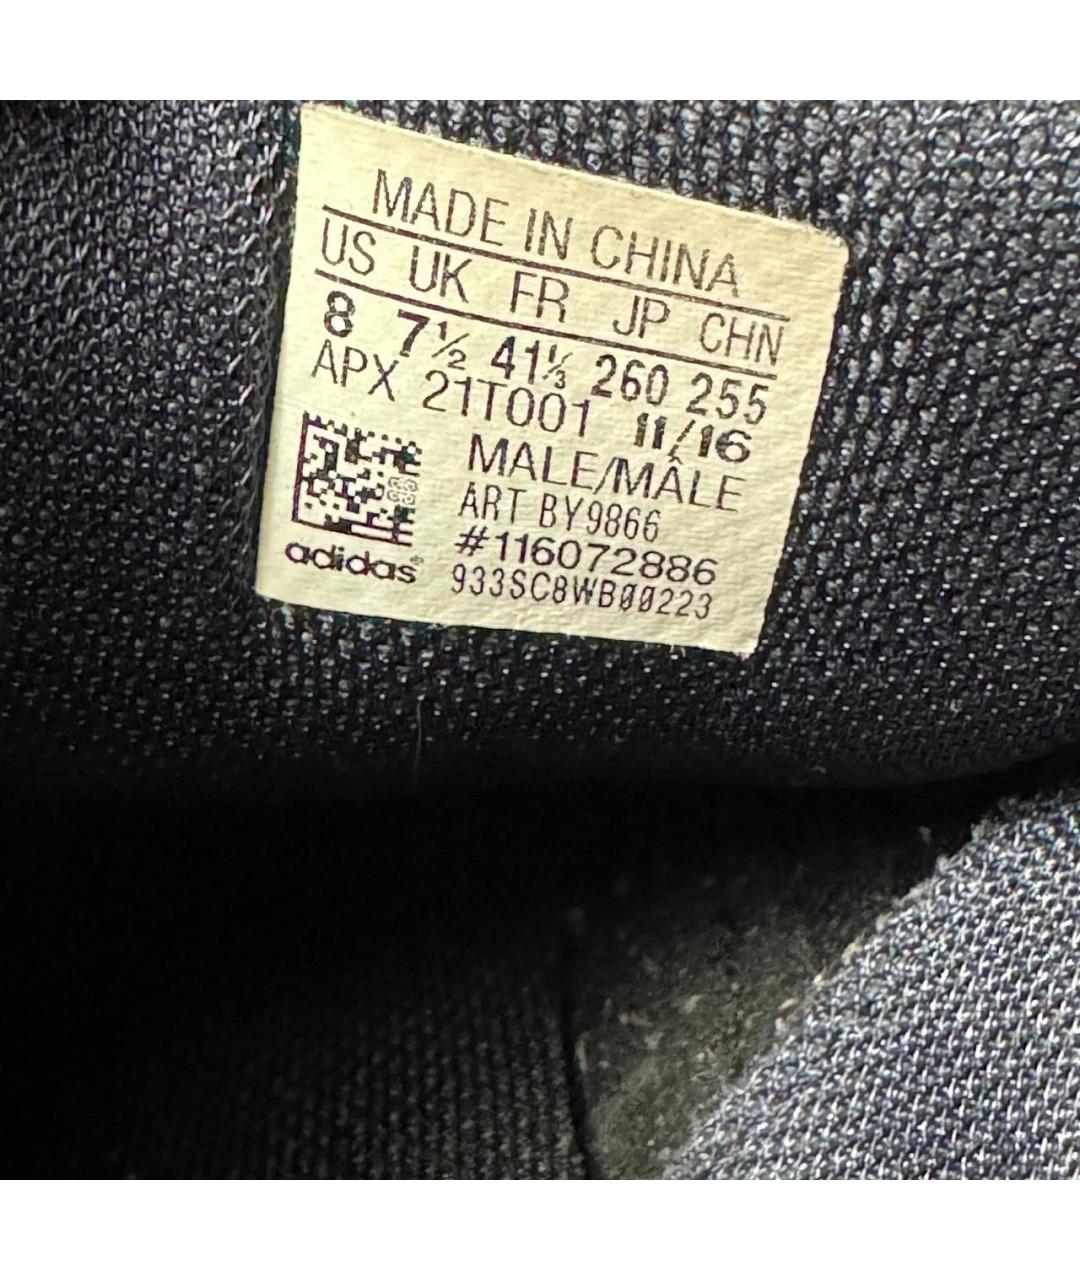 MADE IN CHINA
US UK FR JP CHN
8 7½ 41⅓ 260 255
APX 21T001 11/16
MALE/MÂLE
ART BY9866
#116072886
adidas® 933SC8WB00223